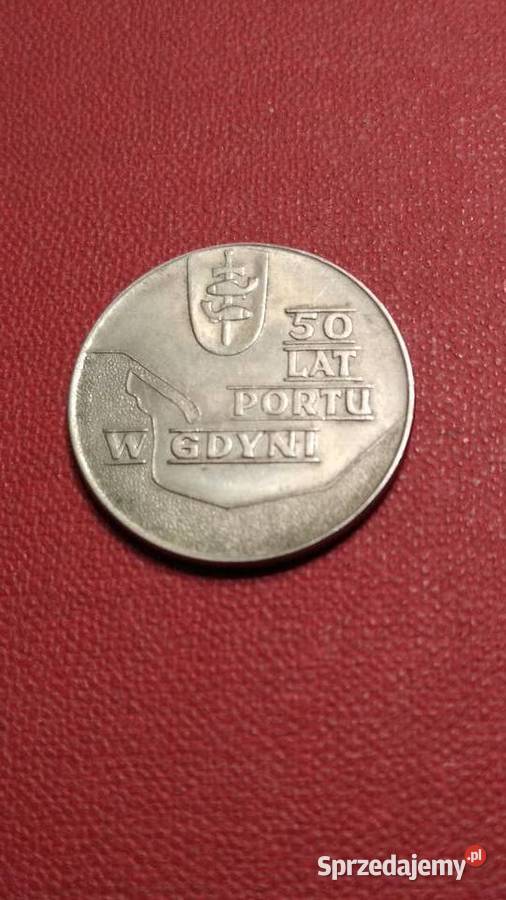 50
LAT
PORTU
W GDYNI
Sprzedajemy.pl